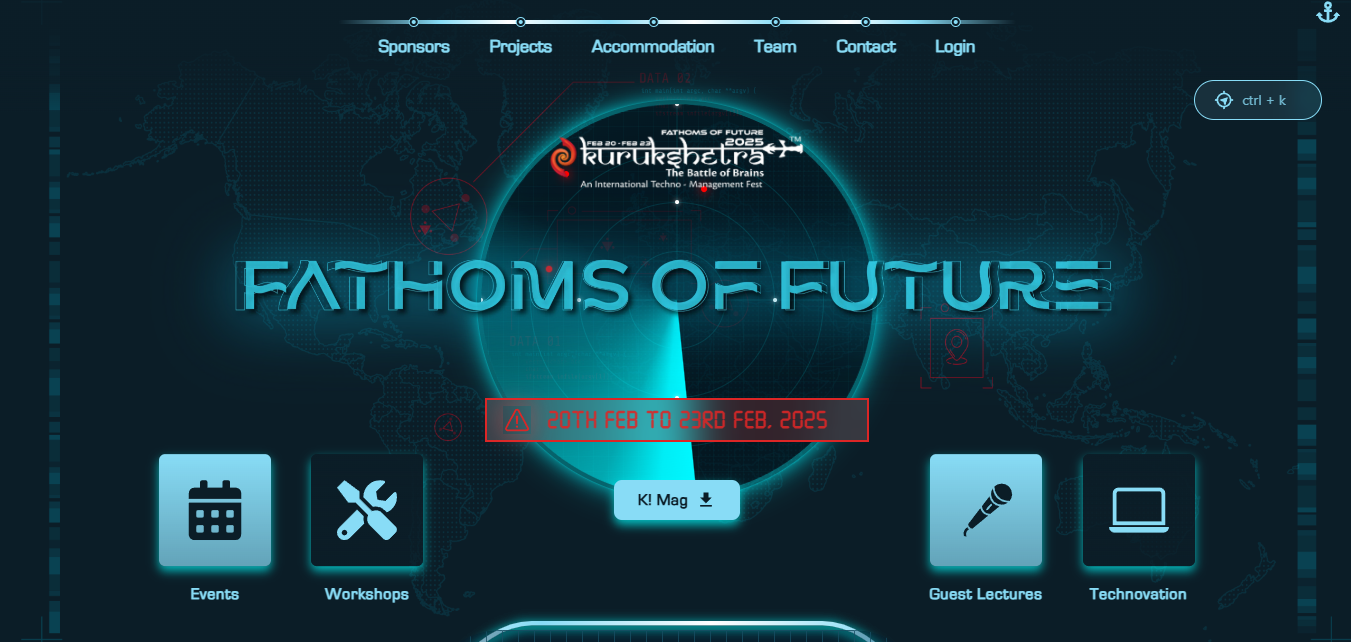 Sponsors Projects Accommodation Team Contact Login
DATA 02
ctrl + k
FATHOMS OF FUTURE
FEB 20 - FEB 23 2025
kurukshetra TM
The Battle of Brains
An International Techno - Management Fest
FATHOMS OF FUTURE
20TH FEB TO 23RD FEB, 2025
K! Mag
Events Workshops Guest Lectures Technovation